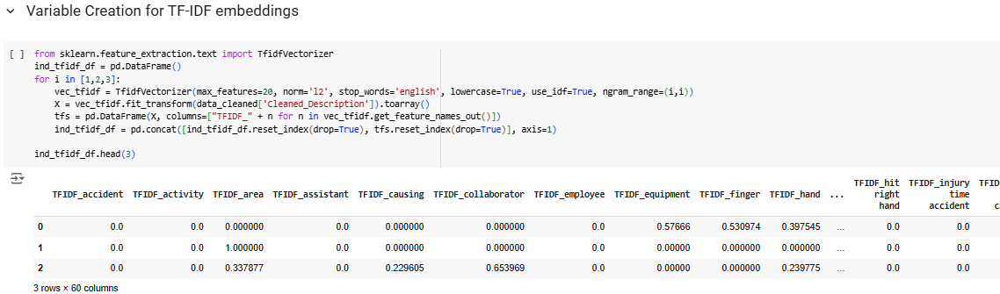 Variable Creation for TF-IDF embeddings
[ ] from sklearn.feature_extraction.text import TfidfVectorizer
ind_tfidf_df = pd.DataFrame()
for i in [1,2,3]:
    vec_tfidf = TfidfVectorizer(max_features=20, norm='l2', stop_words='english', lowercase=True, use_idf=True, ngram_range=(i,i))
    X = vec_tfidf.fit_transform(data_cleaned['Cleaned_Description']).toarray()
    tfs = pd.DataFrame(X, columns=["TFIDF_" + n for n in vec_tfidf.get_feature_names_out()])
    ind_tfidf_df = pd.concat([ind_tfidf_df.reset_index(drop=True), tfs.reset_index(drop=True)], axis=1)
ind_tfidf_df.head(3)
TFIDF_accident TFIDF_activity TFIDF_area TFIDF_assistant TFIDF_causing TFIDF_collaborator TFIDF_employee TFIDF_equipment TFIDF_finger TFIDF_hand ... TFIDF_hit right hand TFIDF_injury time accident TFID c
0 0.0 0.0 0.000000 0.0 0.000000 0.000000 0.0 0.57666 0.530974 0.397545 ... 0.0 0.0
1 0.0 0.0 1.000000 0.0 0.000000 0.000000 0.0 0.00000 0.000000 0.000000 ... 0.0 0.0
2 0.0 0.0 0.337877 0.0 0.229605 0.653969 0.0 0.00000 0.000000 0.239775 ... 0.0 0.0
3 rows × 60 columns